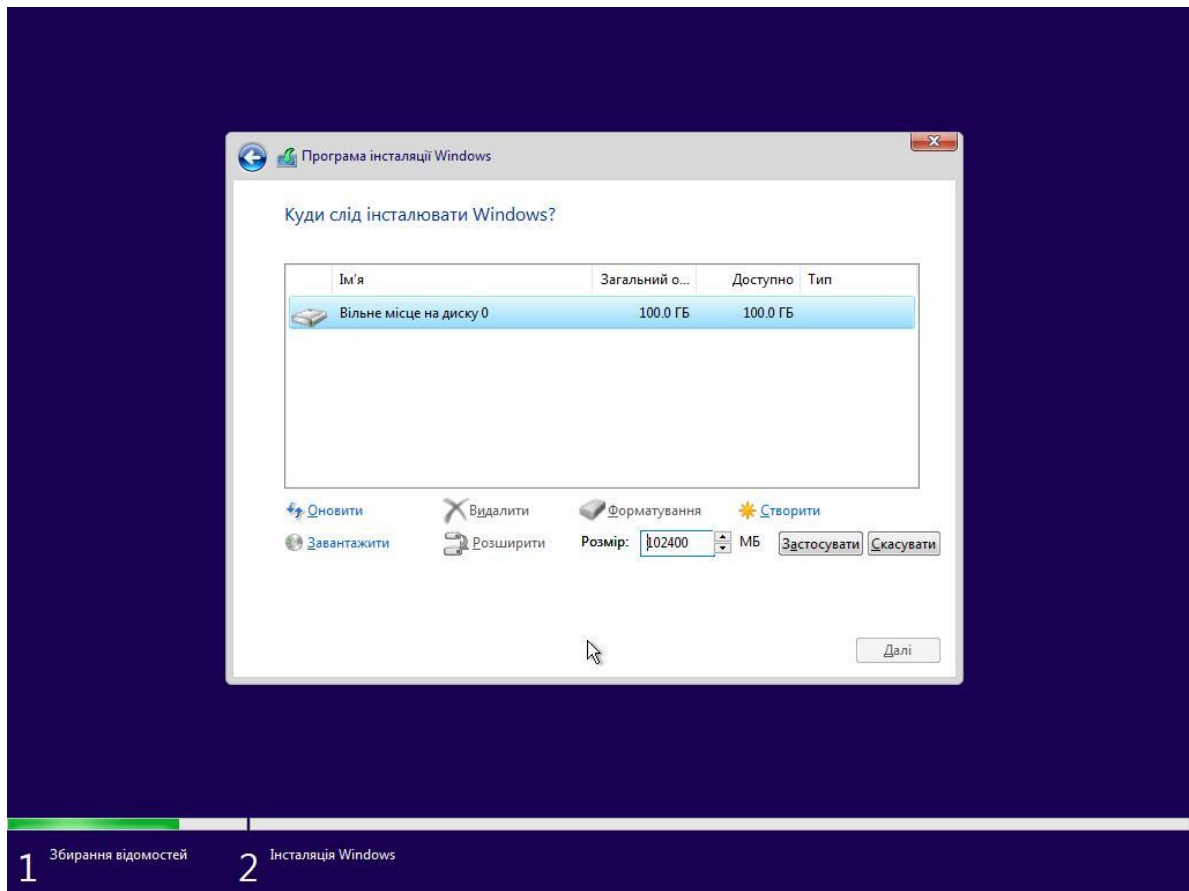 Програма інсталяції Windows
Куди слід інсталювати Windows?
Ім'я Загальний о... Доступно Тип
Вільне місце на диску 0 100.0 ГБ 100.0 ГБ
Оновити Видалити Форматування Створити
Завантажити Розширити Розмір: 102400 МБ Застосувати Скасувати
Далі
1 Збирання відомостей 2 Інсталяція Windows